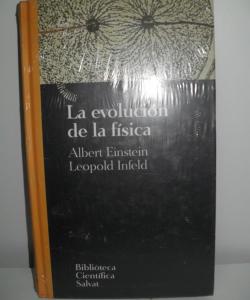 La evolución
de la física
Albert Einstein
Leopold Infeld
Biblioteca
Científica
Salvat